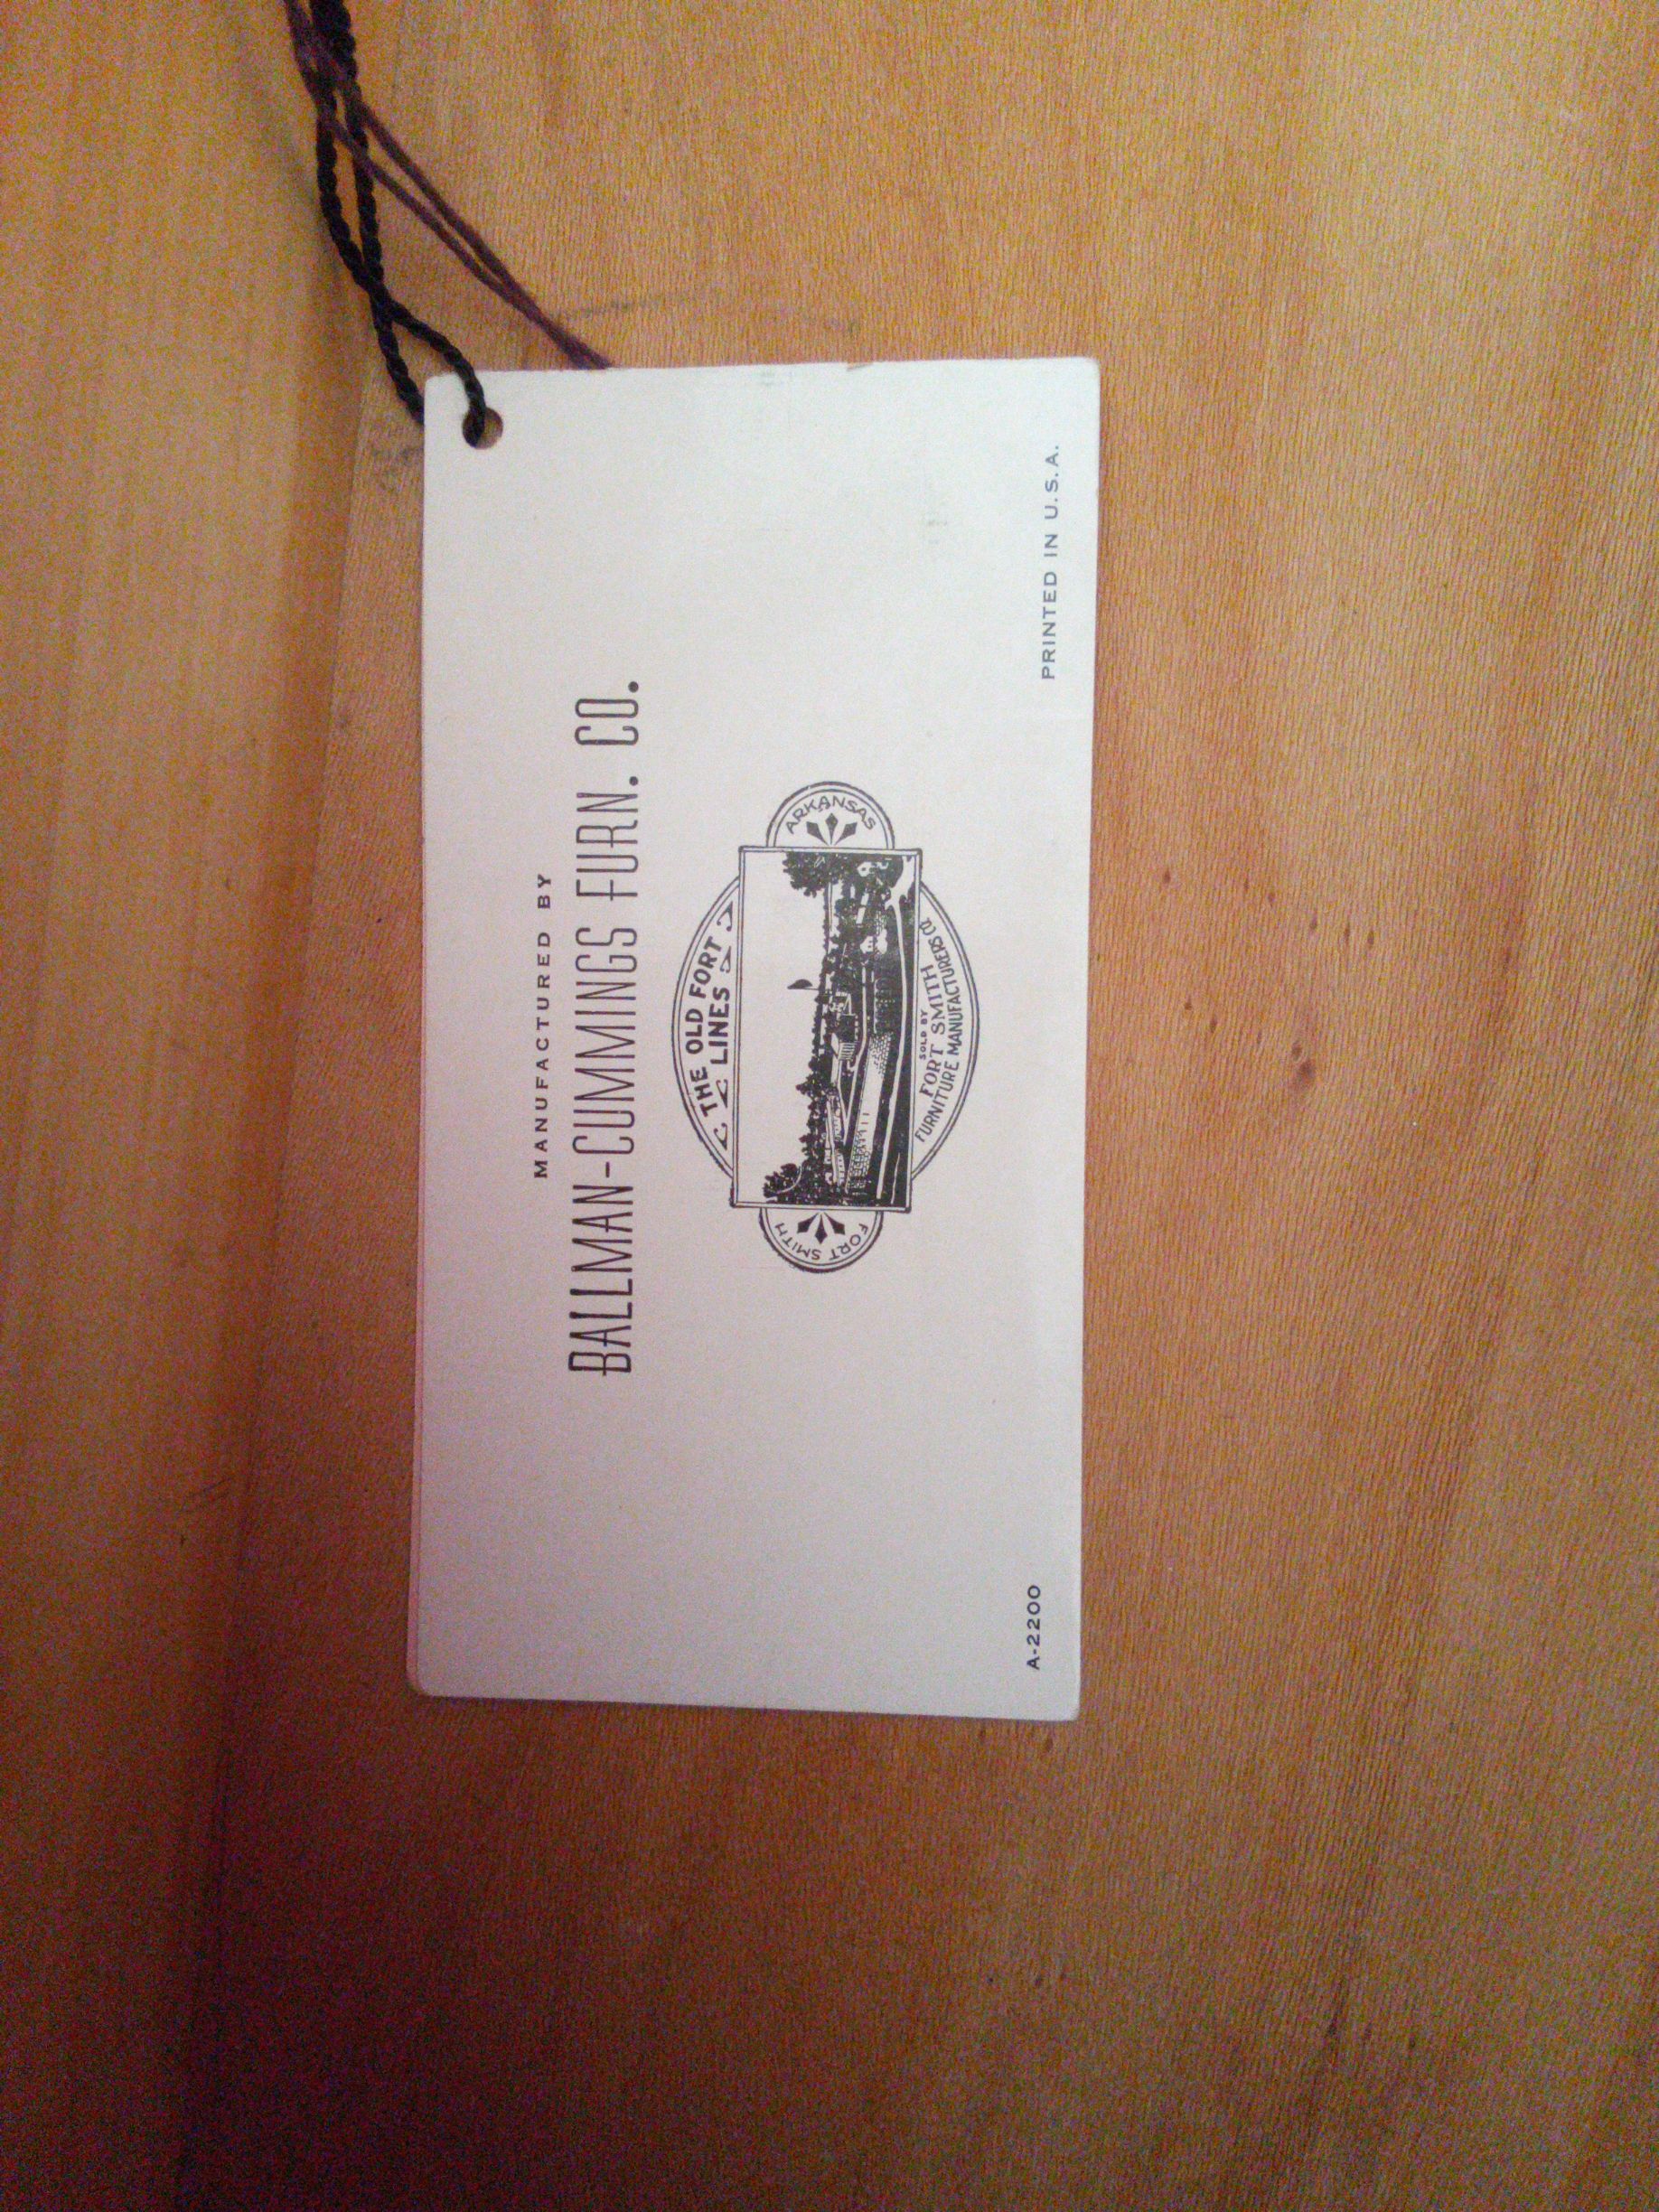 MANUFACTURED BY
BALLMAN-CUMMINGS FURN. CO.
THE OLD FORT
LINES
FORT SMITH
ARKANSAS
SOLD BY
FORT SMITH
FURNITURE MANUFACTURERS CO
A-2200
PRINTED IN U.S.A.